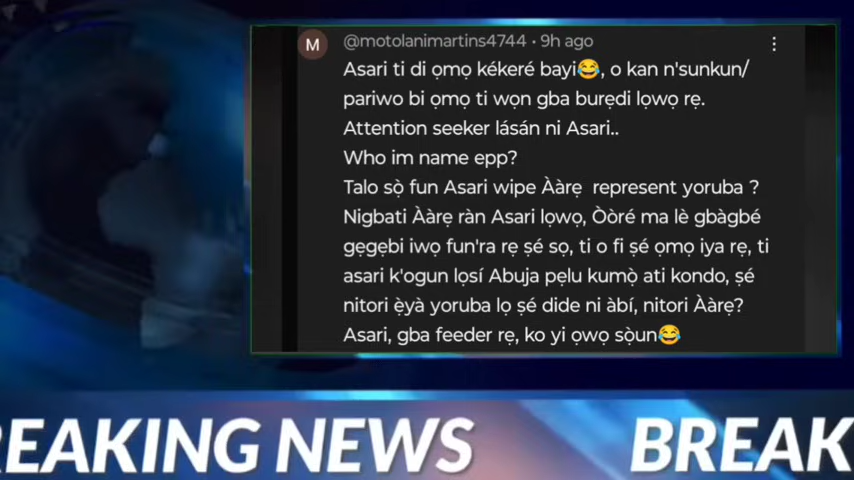 @motolanimartins4744 · 9h ago
M
Asari ti di ọmọ kékeré bayi😂, o kan n'sunkun/
pariwo bi ọmọ ti wọn gba burẹdi lọwọ rẹ.
Attention seeker lásán ni Asari..
Who im name epp?
Talo sọ̀ fun Asari wipe Ààrẹ represent yoruba ?
Nigbati Ààrẹ ràn Asari lọwọ, Òòré ma lè gbàgbé
gẹgẹbi iwọ fun'ra rẹ ṣé sọ, ti o fi ṣé ọmọ iya rẹ, ti
asari k'ogun lọsí Abuja pẹlu kumọ̀ ati kondo, ṣé
nitori ẹ̀yà yoruba lọ ṣé dide ni àbí, nitori Ààrẹ?
Asari, gba feeder rẹ, ko yi ọwọ sọ̀un😂
REAKING NEWS
BREAK